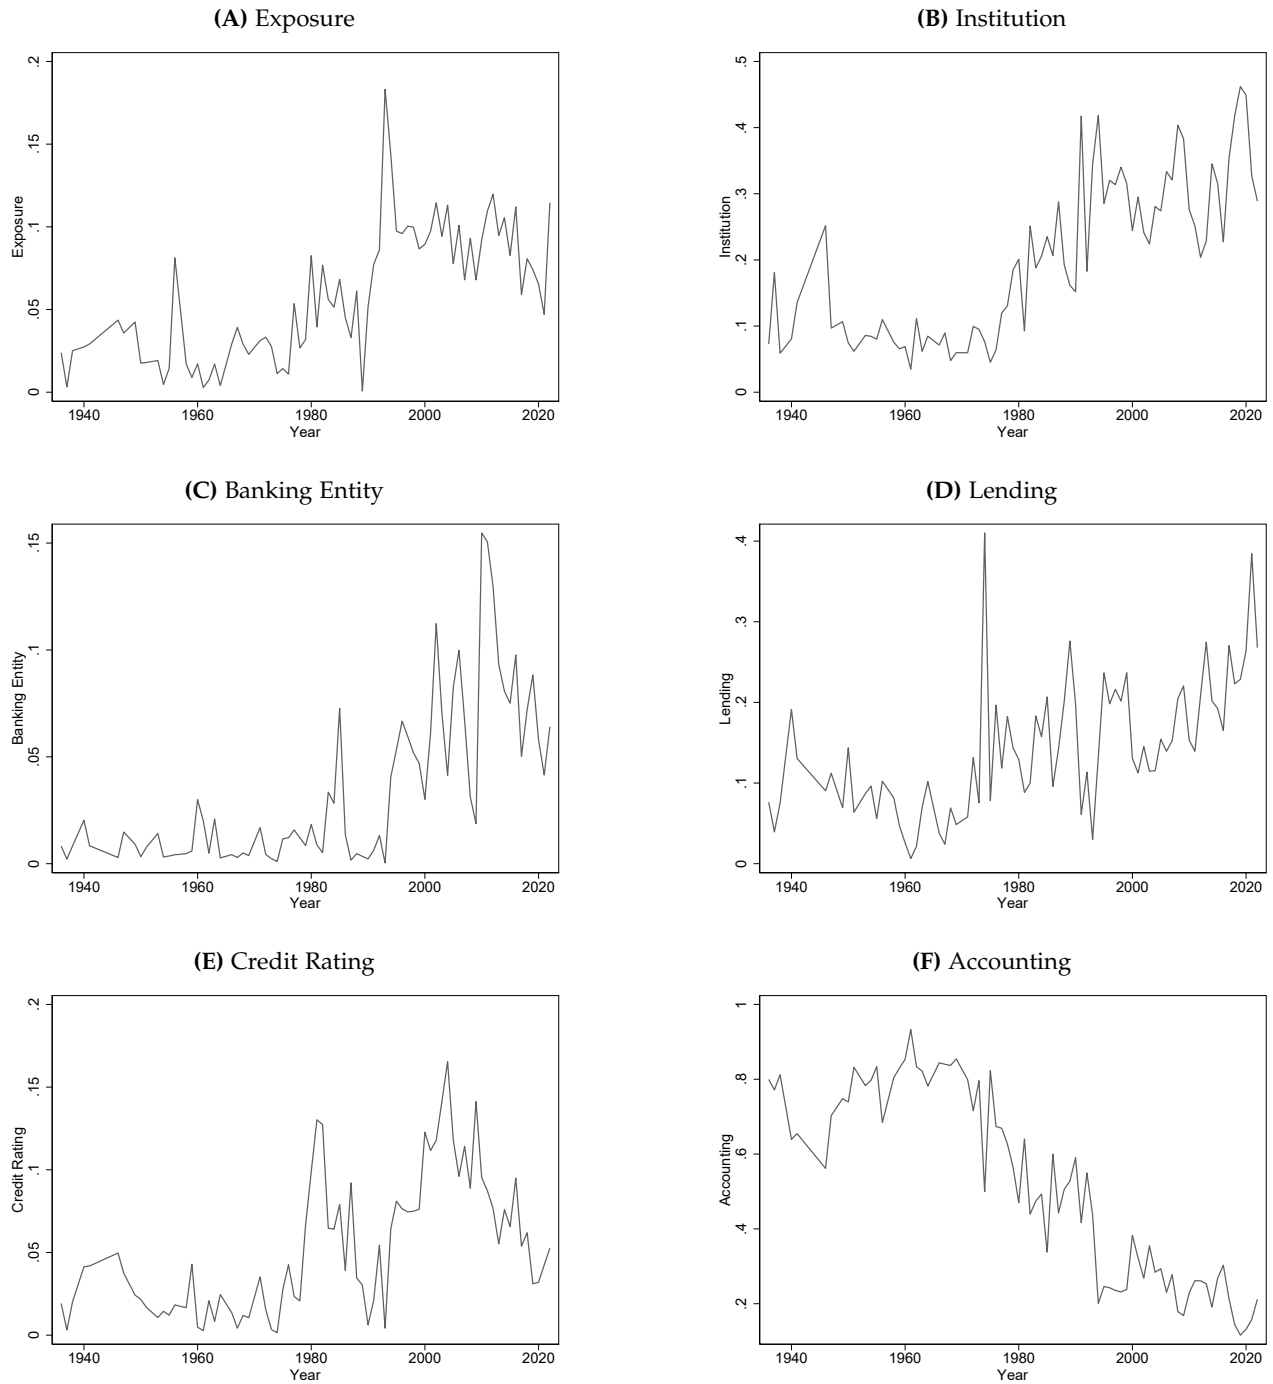 (A) Exposure
.2
.15
.1
.05
0
Exposure
1940 1960 1980 2000 2020
Year
(B) Institution
.5
.4
.3
.2
.1
0
Institution
1940 1960 1980 2000 2020
Year
(C) Banking Entity
.15
.1
.05
0
Banking Entity
1940 1960 1980 2000 2020
Year
(D) Lending
.4
.3
.2
.1
0
Lending
1940 1960 1980 2000 2020
Year
(E) Credit Rating
.2
.15
.1
.05
0
Credit Rating
1940 1960 1980 2000 2020
Year
(F) Accounting
1
.8
.6
.4
.2
Accounting
1940 1960 1980 2000 2020
Year